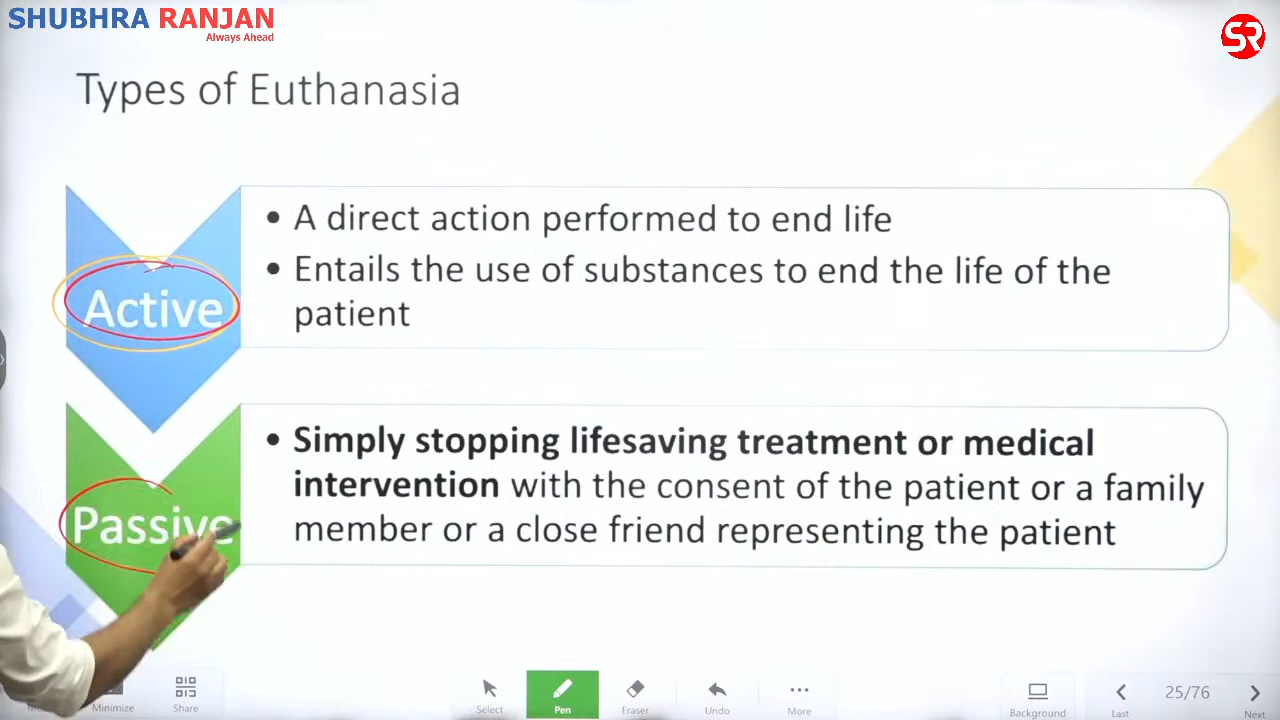 SHUBHRA RANJAN
Always Ahead
SR
Types of Euthanasia
Active
• A direct action performed to end life
• Entails the use of substances to end the life of the
patient
Passive
• Simply stopping lifesaving treatment or medical
intervention with the consent of the patient or a family
member or a close friend representing the patient
Minimize
Share
Select
Pen
Eraser
Undo
More
Background
Last
25/76
Next